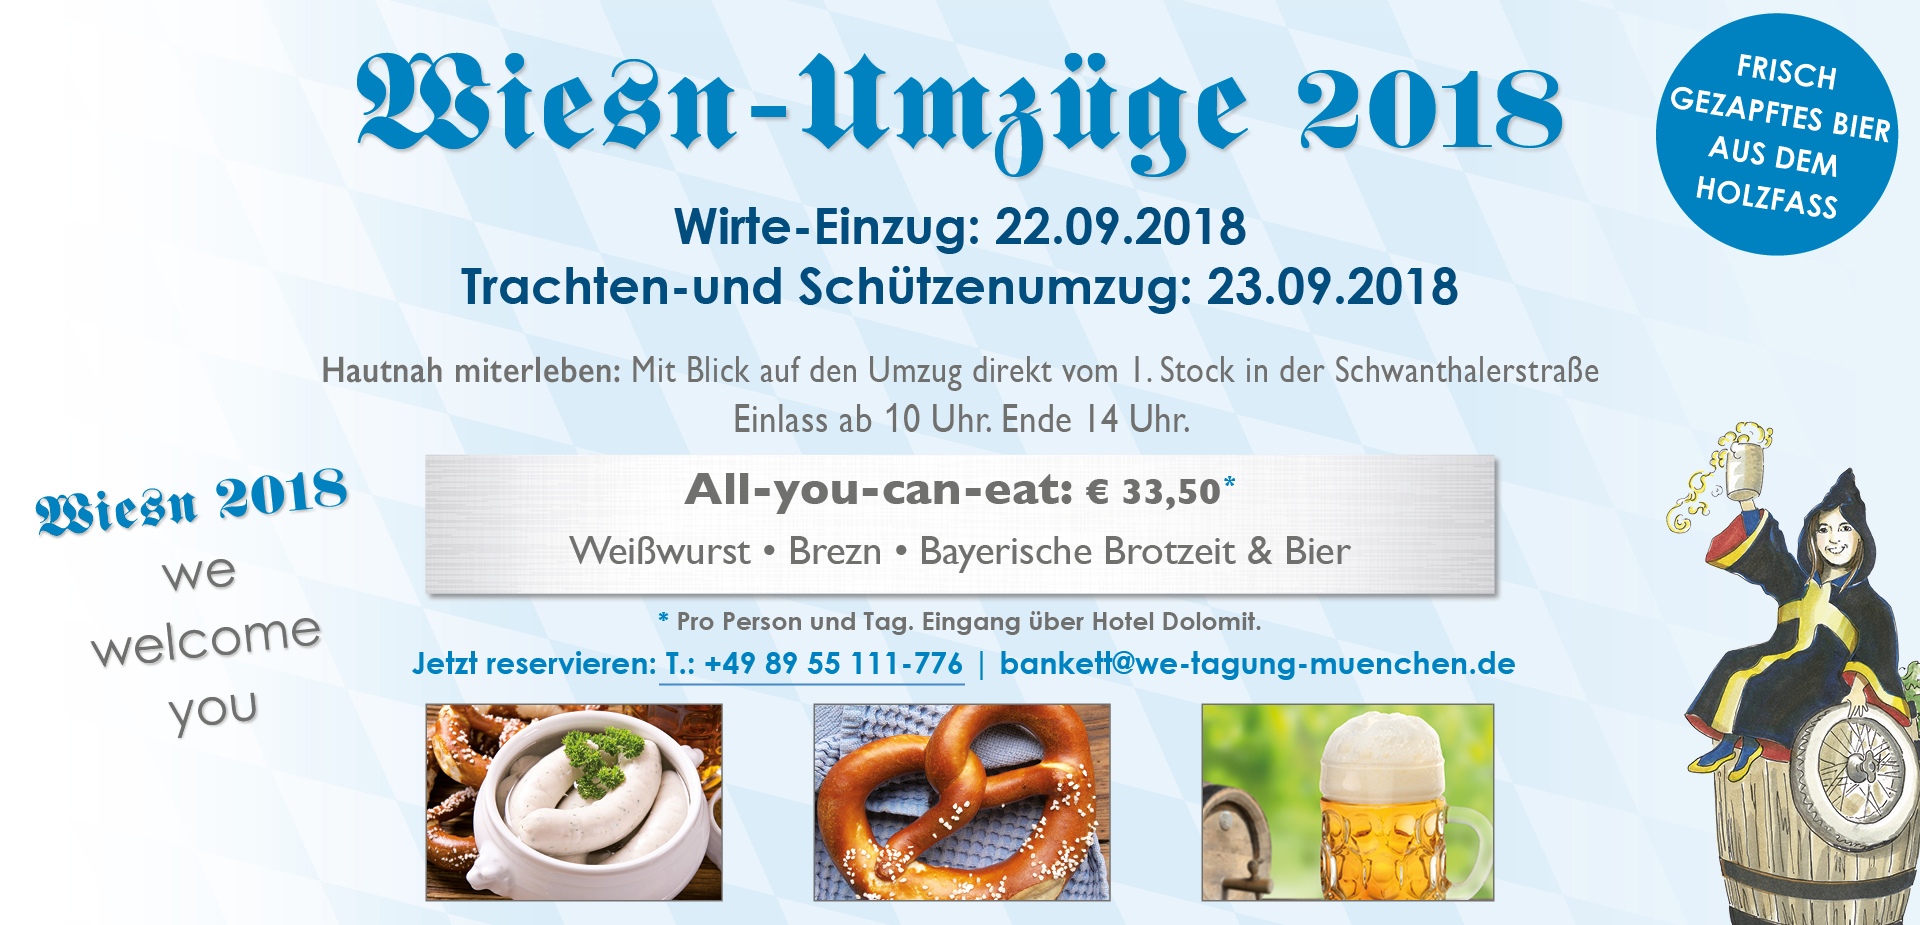 Wiesn-Umzüge 2018
FRISCH
GEZAPFTES BIER
AUS DEM
HOLZFASS
Wirte-Einzug: 22.09.2018
Trachten-und Schützenumzug: 23.09.2018
Hautnah miterleben: Mit Blick auf den Umzug direkt vom 1. Stock in der Schwanthalerstraße
Einlass ab 10 Uhr. Ende 14 Uhr.
Wiesn 2018
we
welcome
you
All-you-can-eat: € 33,50*
Weißwurst • Brezn • Bayerische Brotzeit & Bier
* Pro Person und Tag. Eingang über Hotel Dolomit.
Jetzt reservieren: T.: +49 89 55 111-776 | bankett@we-tagung-muenchen.de